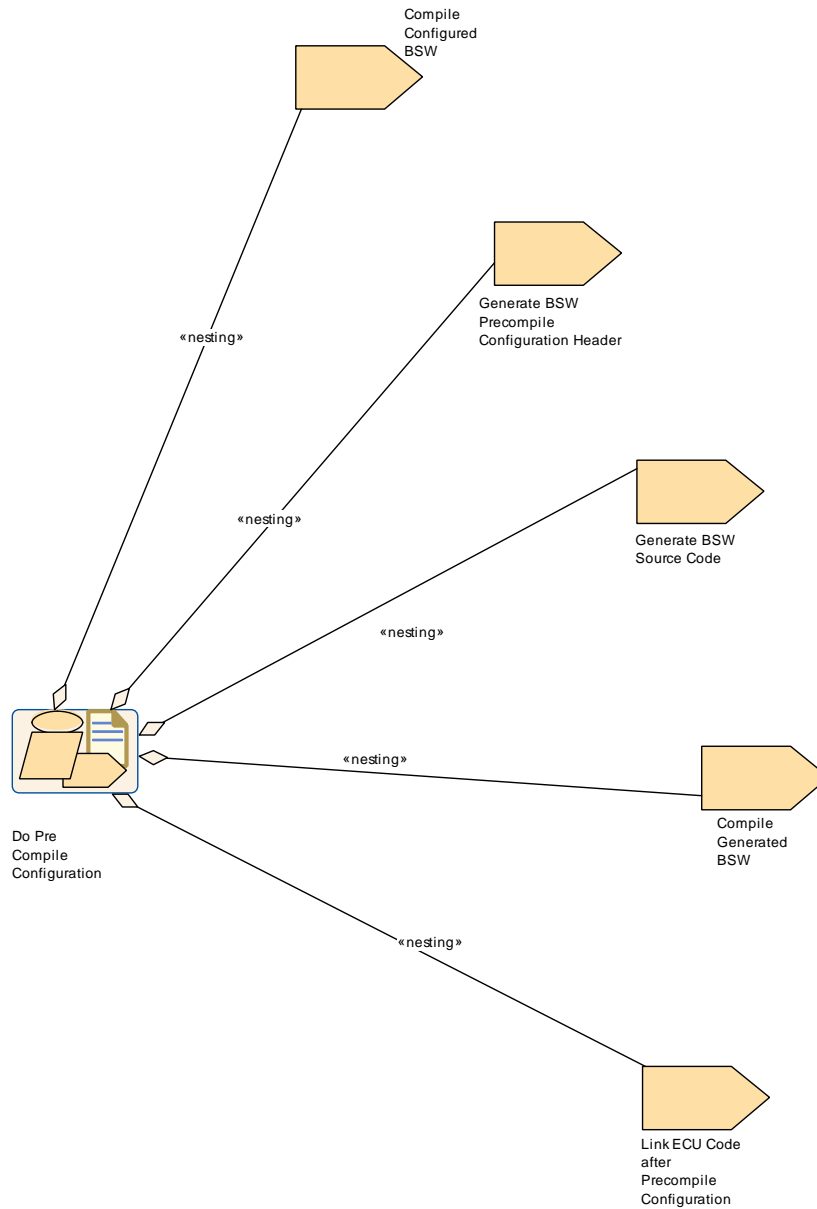 Compile
Configured
BSW
«nesting»
Generate BSW
Precompile
Configuration Header
«nesting»
Generate BSW
Source Code
«nesting»
«nesting»
Do Pre
Compile
Configuration
Compile
Generated
BSW
«nesting»
Link ECU Code
after
Precompile
Configuration